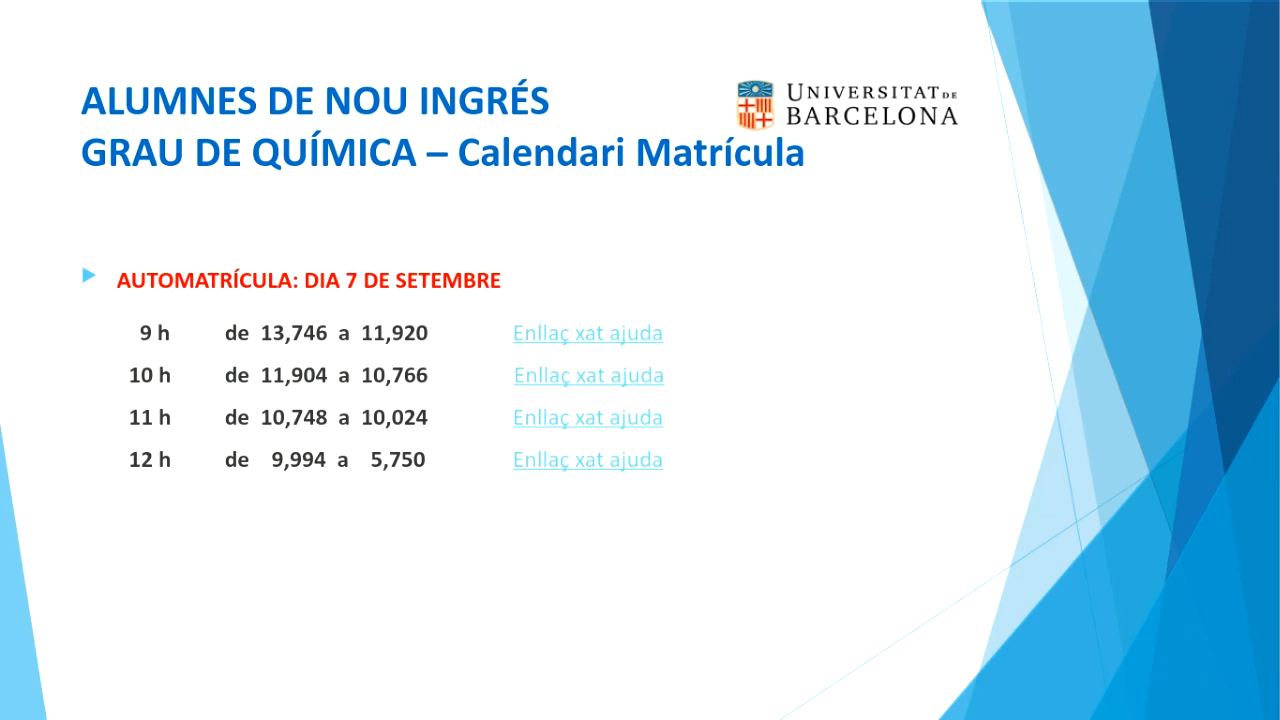 ALUMNES DE NOU INGRÉS
UNIVERSITAT DE
BARCELONA
GRAU DE QUÍMICA – Calendari Matrícula
AUTOMATRÍCULA: DIA 7 DE SETEMBRE
9 h de 13,746 a 11,920 Enllaç xat ajuda
10 h de 11,904 a 10,766 Enllaç xat ajuda
11 h de 10,748 a 10,024 Enllaç xat ajuda
12 h de 9,994 a 5,750 Enllaç xat ajuda